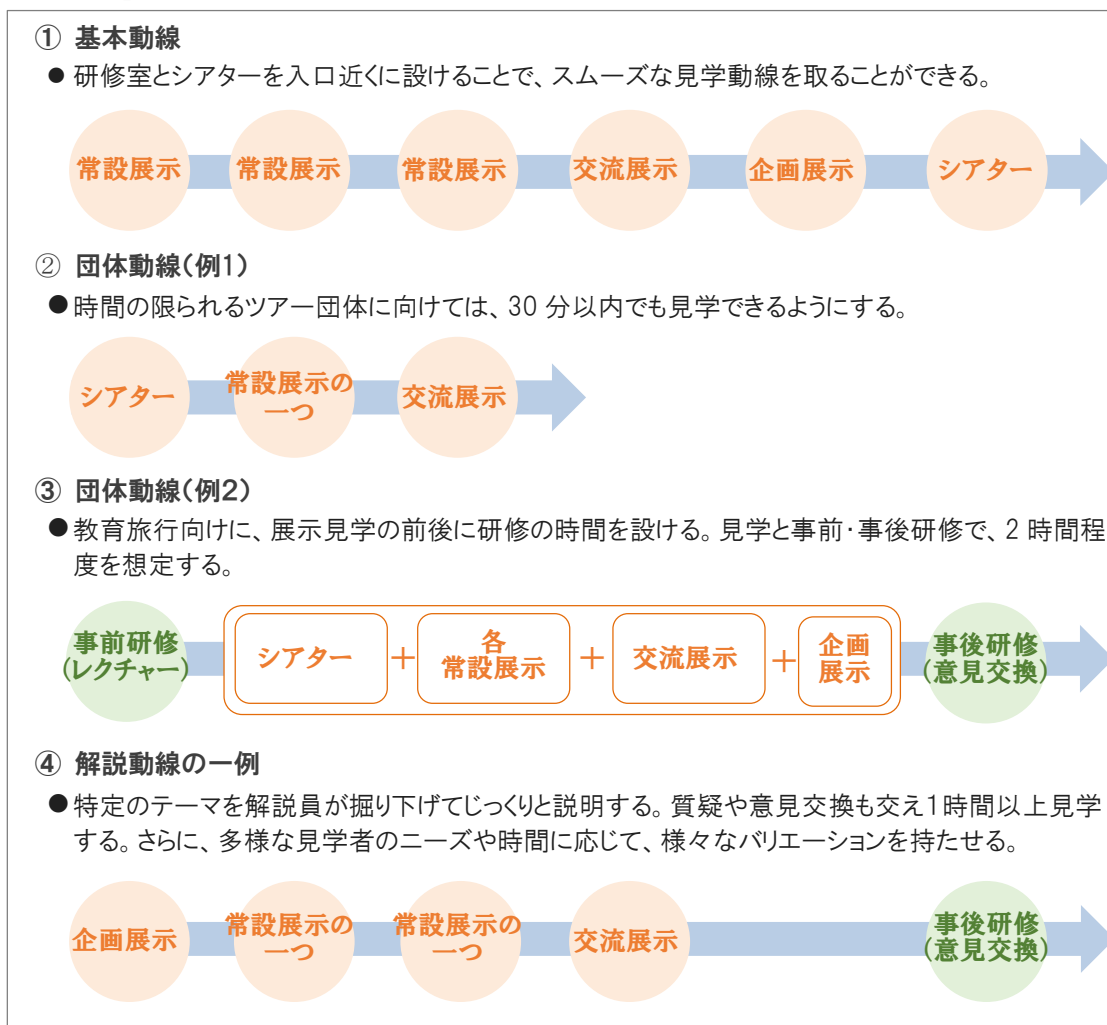 ① 基本動線
● 研修室とシアターを入口近くに設けることで、スムーズな見学動線を取ることができる。
常設展示 常設展示 常設展示 交流展示 企画展示 シアター
② 団体動線(例1)
● 時間の限られるツアー団体に向けては、30 分以内でも見学できるようにする。
シアター 常設展示の 交流展示
一つ
③ 団体動線(例2)
● 教育旅行向けに、展示見学の前後に研修の時間を設ける。見学と事前・事後研修で、2 時間程
度を想定する。
事前研修 シアター + 各 + 交流展示 + 企画 事後研修
(レクチャー) 常設展示 展示 (意見交換)
④ 解説動線の一例
● 特定のテーマを解説員が掘り下げてじっくりと説明する。質疑や意見交換も交え1時間以上見学
する。さらに、多様な見学者のニーズや時間に応じて、様々なバリエーションを持たせる。
企画展示 常設展示の 常設展示の 交流展示 事後研修
一つ 一つ (意見交換)